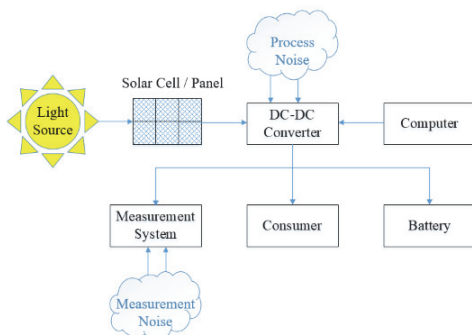 Process
Noise
Solar Cell / Panel
Light
Source
DC-DC
Converter
Computer
Measurement
System
Consumer
Battery
Measurement
Noise